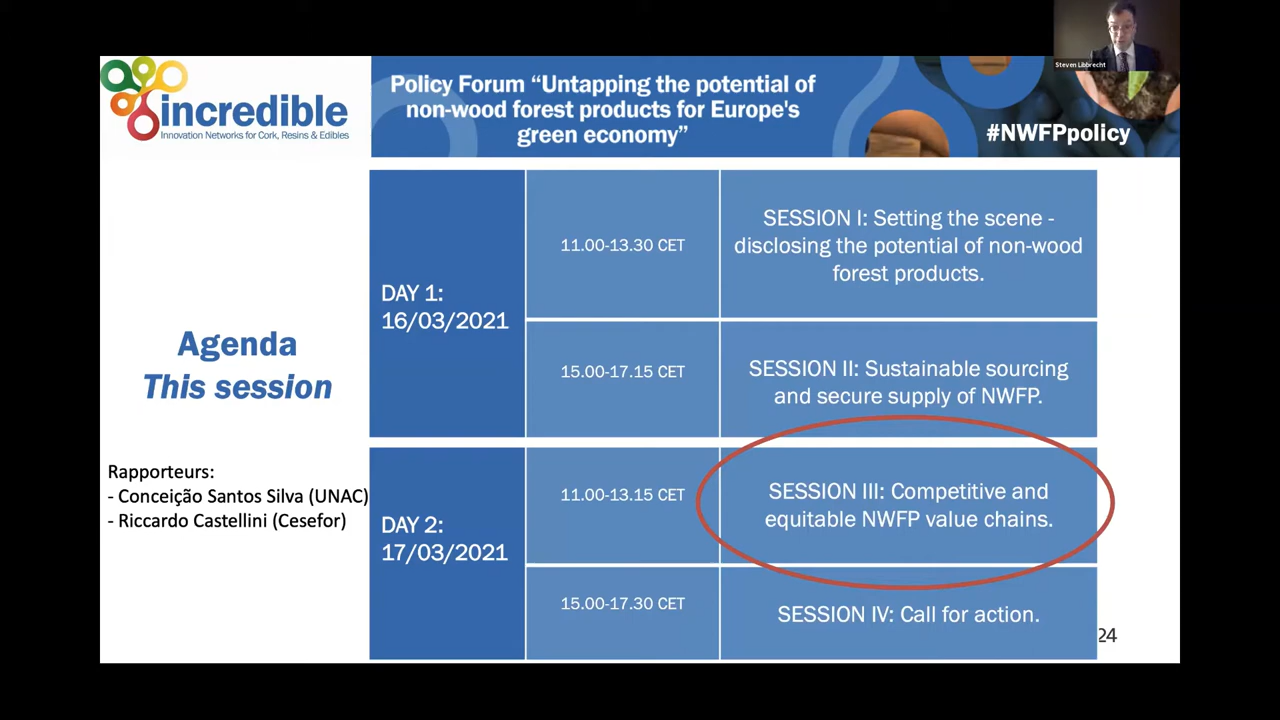 Steven Libbrecht
incredible
Innovation Networks for Cork, Resins & Edibles
Policy Forum “Untapping the potential of
non-wood forest products for Europe's
green economy”
#NWFPpolicy
Agenda
This session
Rapporteurs:
- Conceição Santos Silva (UNAC)
- Riccardo Castellini (Cesefor)
DAY 1:
16/03/2021
11.00-13.30 CET
SESSION I: Setting the scene -
disclosing the potential of non-wood
forest products.
15.00-17.15 CET
SESSION II: Sustainable sourcing
and secure supply of NWFP.
DAY 2:
17/03/2021
11.00-13.15 CET
SESSION III: Competitive and
equitable NWFP value chains.
15.00-17.30 CET
SESSION IV: Call for action.
24